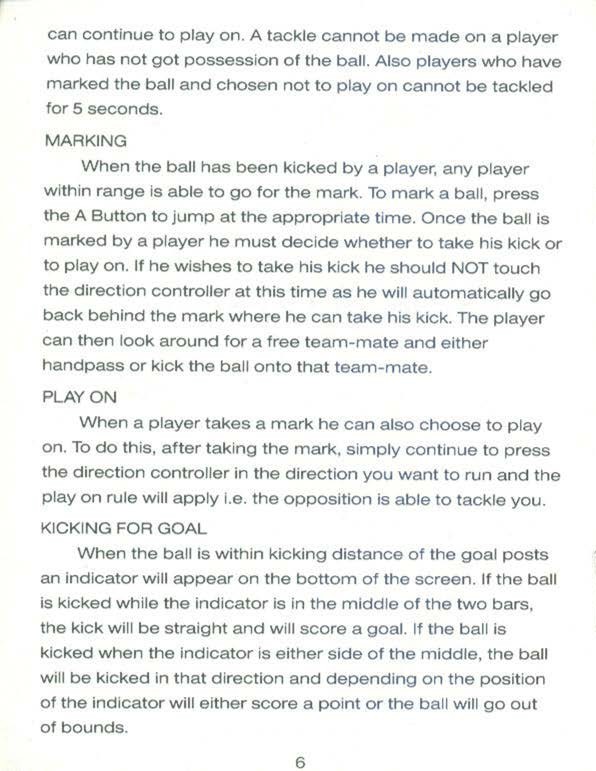 can continue to play on. A tackle cannot be made on a player
who has not got possession of the ball. Also players who have
marked the ball and chosen not to play on cannot be tackled
for 5 seconds.
MARKING
When the ball has been kicked by a player, any player
within range is able to go for the mark. To mark a ball, press
the A Button to jump at the appropriate time. Once the ball is
marked by a player he must decide whether to take his kick or
to play on. If he wishes to take his kick he should NOT touch
the direction controller at this time as he will automatically go
back behind the mark where he can take his kick. The player
can then look around for a free team-mate and either
handpass or kick the ball onto that team-mate.
PLAY ON
When a player takes a mark he can also choose to play
on. To do this, after taking the mark, simply continue to press
the direction controller in the direction you want to run and the
play on rule will apply i.e. the opposition is able to tackle you.
KICKING FOR GOAL
When the ball is within kicking distance of the goal posts
an indicator will appear on the bottom of the screen. If the ball
is kicked while the indicator is in the middle of the two bars,
the kick will be straight and will score a goal. If the ball is
kicked when the indicator is either side of the middle, the ball
will be kicked in that direction and depending on the position
of the indicator will either score a point or the ball will go out
of bounds.
6